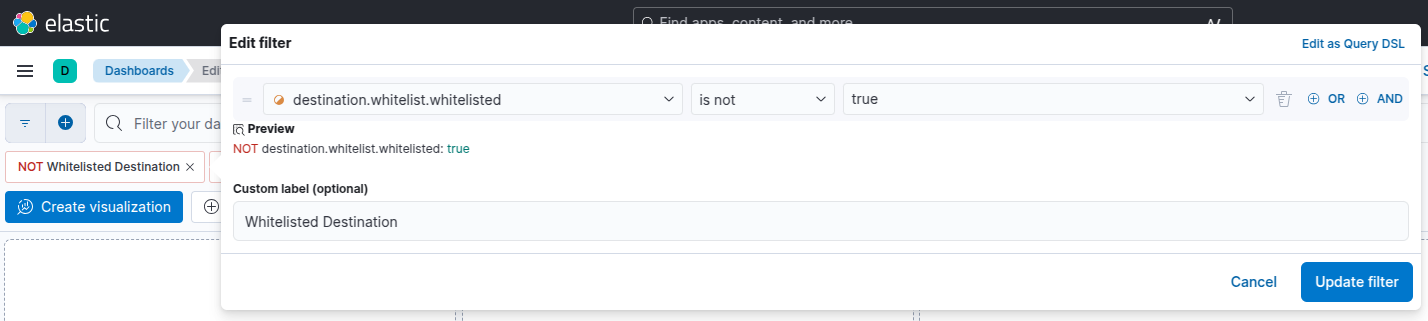 elastic
Find apps, content, and more.
Edit filter
Edit as Query DSL
D
Dashboards
destination.whitelist.whitelisted
is not
true
OR
AND
Filter your da
Preview
NOT destination.whitelist.whitelisted: true
NOT Whitelisted Destination ×
Custom label (optional)
Create visualization
Whitelisted Destination
Cancel
Update filter